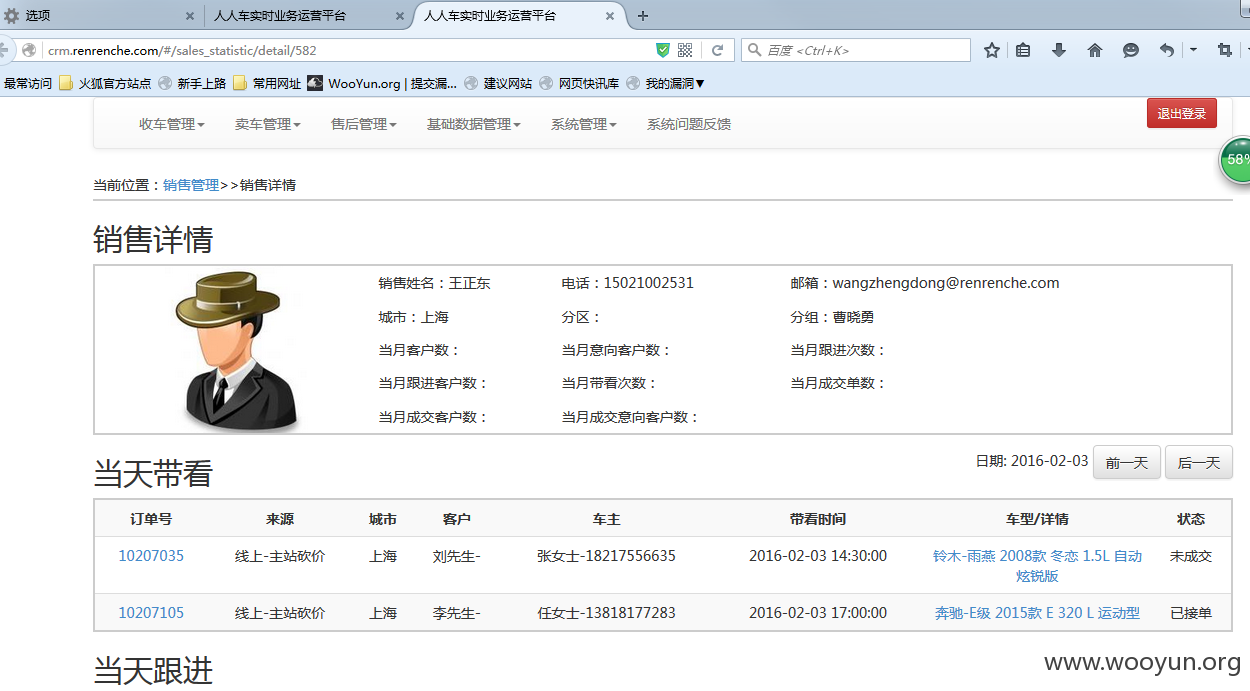 选项
人人车实时业务运营平台
人人车实时业务运营平台
crm.renrenche.com/#/sales_statistic/detail/582
百度 <Ctrl+K>
最常访问 火狐官方站点 新手上路 常用网址 WooYun.org | 提交漏... 建议网站 网页快讯库 我的漏洞▼
收车管理 卖车管理 售后管理 基础数据管理 系统管理 系统问题反馈 退出登录
58%
当前位置：销售管理>>销售详情
销售详情
销售姓名：王正东 电话：15021002531 邮箱：wangzhengdong@renrenche.com
城市：上海 分区： 分组：曹晓勇
当月客户数： 当月意向客户数： 当月跟进次数：
当月跟进客户数： 当月带看次数： 当月成交单数：
当月成交客户数： 当月成交意向客户数：
当天带看 日期: 2016-02-03 前一天 后一天
订单号 来源 城市 客户 车主 带看时间 车型/详情 状态
10207035 线上-主站砍价 上海 刘先生- 张女士-18217556635 2016-02-03 14:30:00 铃木-雨燕 2008款 冬恋 1.5L 自动 未成交
炫锐版
10207105 线上-主站砍价 上海 李先生- 任女士-13818177283 2016-02-03 17:00:00 奔驰-E级 2015款 E 320 L 运动型 已接单
当天跟进
www.wooyun.org